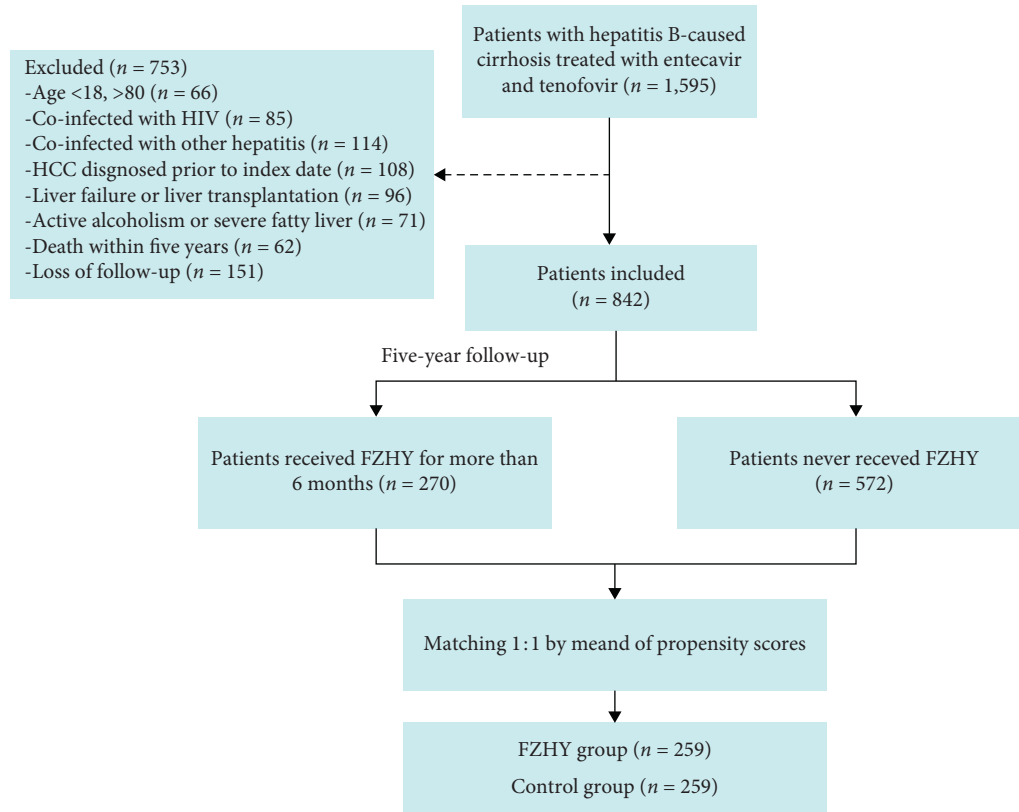 Patients with hepatitis B-caused
cirrhosis treated with entecavir
and tenofovir (n = 1,595)
Excluded (n = 753)
-Age <18, >80 (n = 66)
-Co-infected with HIV (n = 85)
-Co-infected with other hepatitis (n = 114)
-HCC disgnosed prior to index date (n = 108)
-Liver failure or liver transplantation (n = 96)
-Active alcoholism or severe fatty liver (n = 71)
-Death within five years (n = 62)
-Loss of follow-up (n = 151)
Patients included
(n = 842)
Five-year follow-up
Patients received FZHY for more than
6 months (n = 270)
Patients never receved FZHY
(n = 572)
Matching 1:1 by meand of propensity scores
FZHY group (n = 259)
Control group (n = 259)